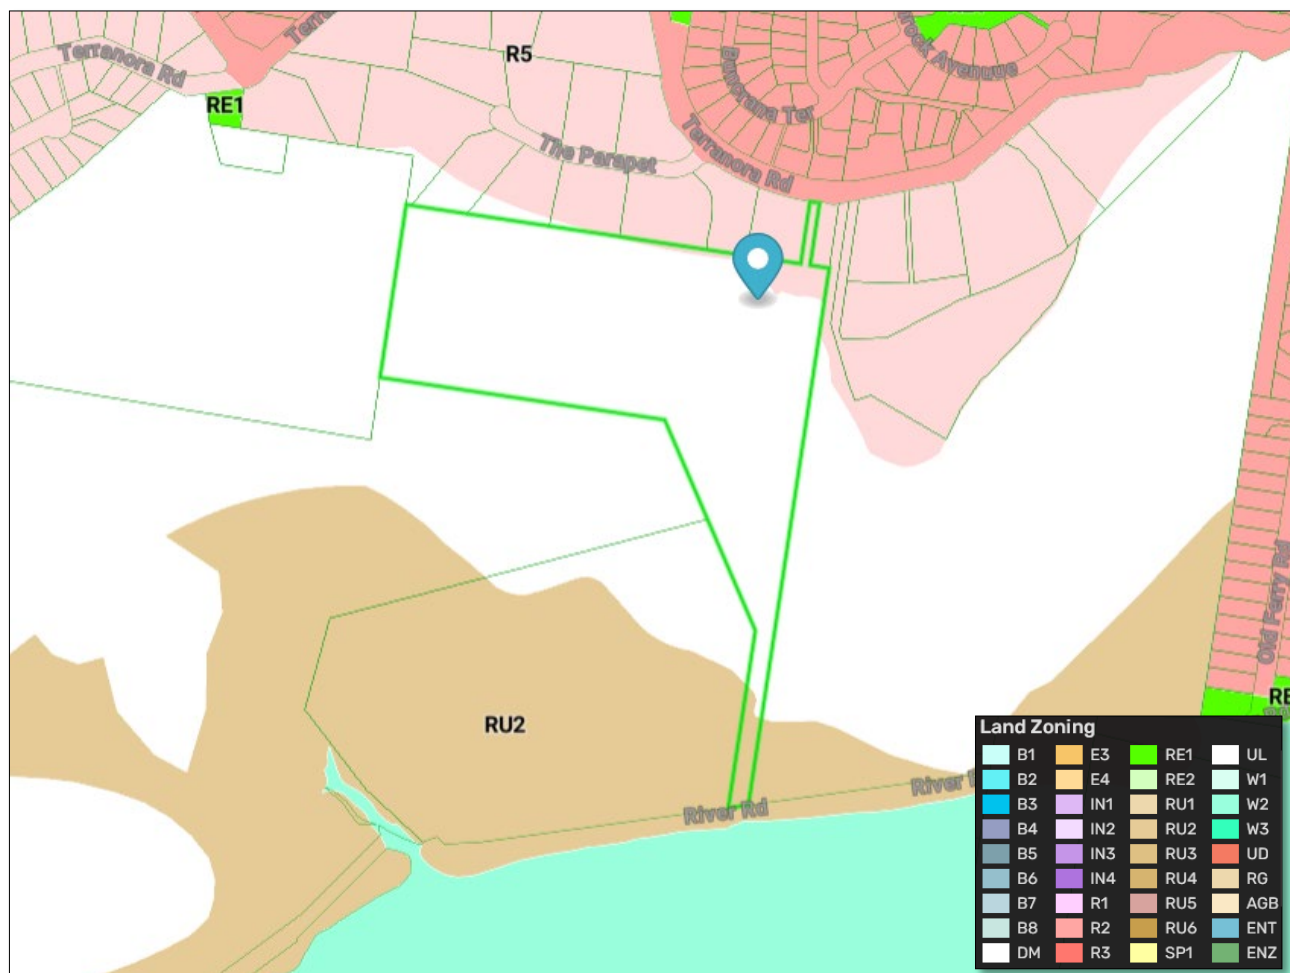 Terranora Rd
R5
RE1
Bundrana Ter
Terranora Rd
The Parapet
RU2
River Rd
Old Ferry Rd
Land Zoning
B1 E3 RE1 UL
B2 E4 RE2 W1
B3 IN1 RU1 W2
B4 IN2 RU2 W3
B5 IN3 RU3 UD
B6 IN4 RU4 RG
B7 R1 RU5 AGB
B8 R2 RU6 ENT
DM R3 SP1 ENZ